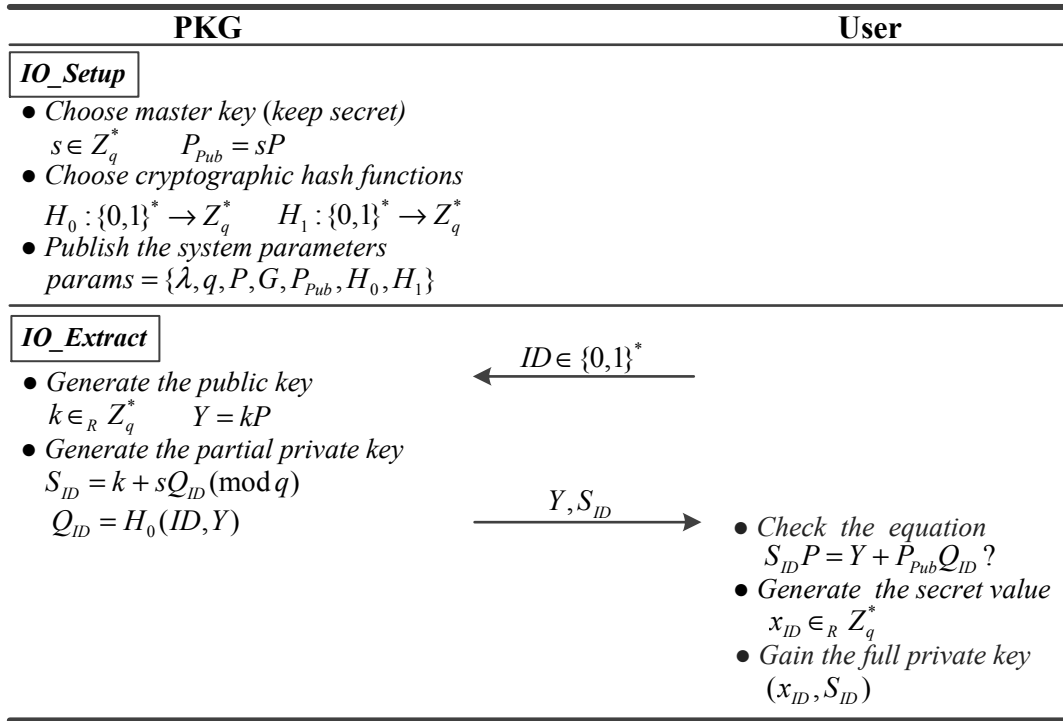 PKG User
IO_Setup
● Choose master key (keep secret)
s ∈ Z_q^* P_Pub = sP
● Choose cryptographic hash functions
H_0 : {0,1}^* → Z_q^* H_1 : {0,1}^* → Z_q^*
● Publish the system parameters
params = {λ, q, P, G, P_Pub, H_0, H_1}
IO_Extract
ID ∈ {0,1}^*
● Generate the public key
k ∈_R Z_q^* Y = kP
● Generate the partial private key
S_ID = k + sQ_ID (mod q)
Q_ID = H_0(ID, Y)
Y, S_ID
● Check the equation
S_ID P = Y + P_Pub Q_ID ?
● Generate the secret value
x_ID ∈_R Z_q^*
● Gain the full private key
(x_ID, S_ID)